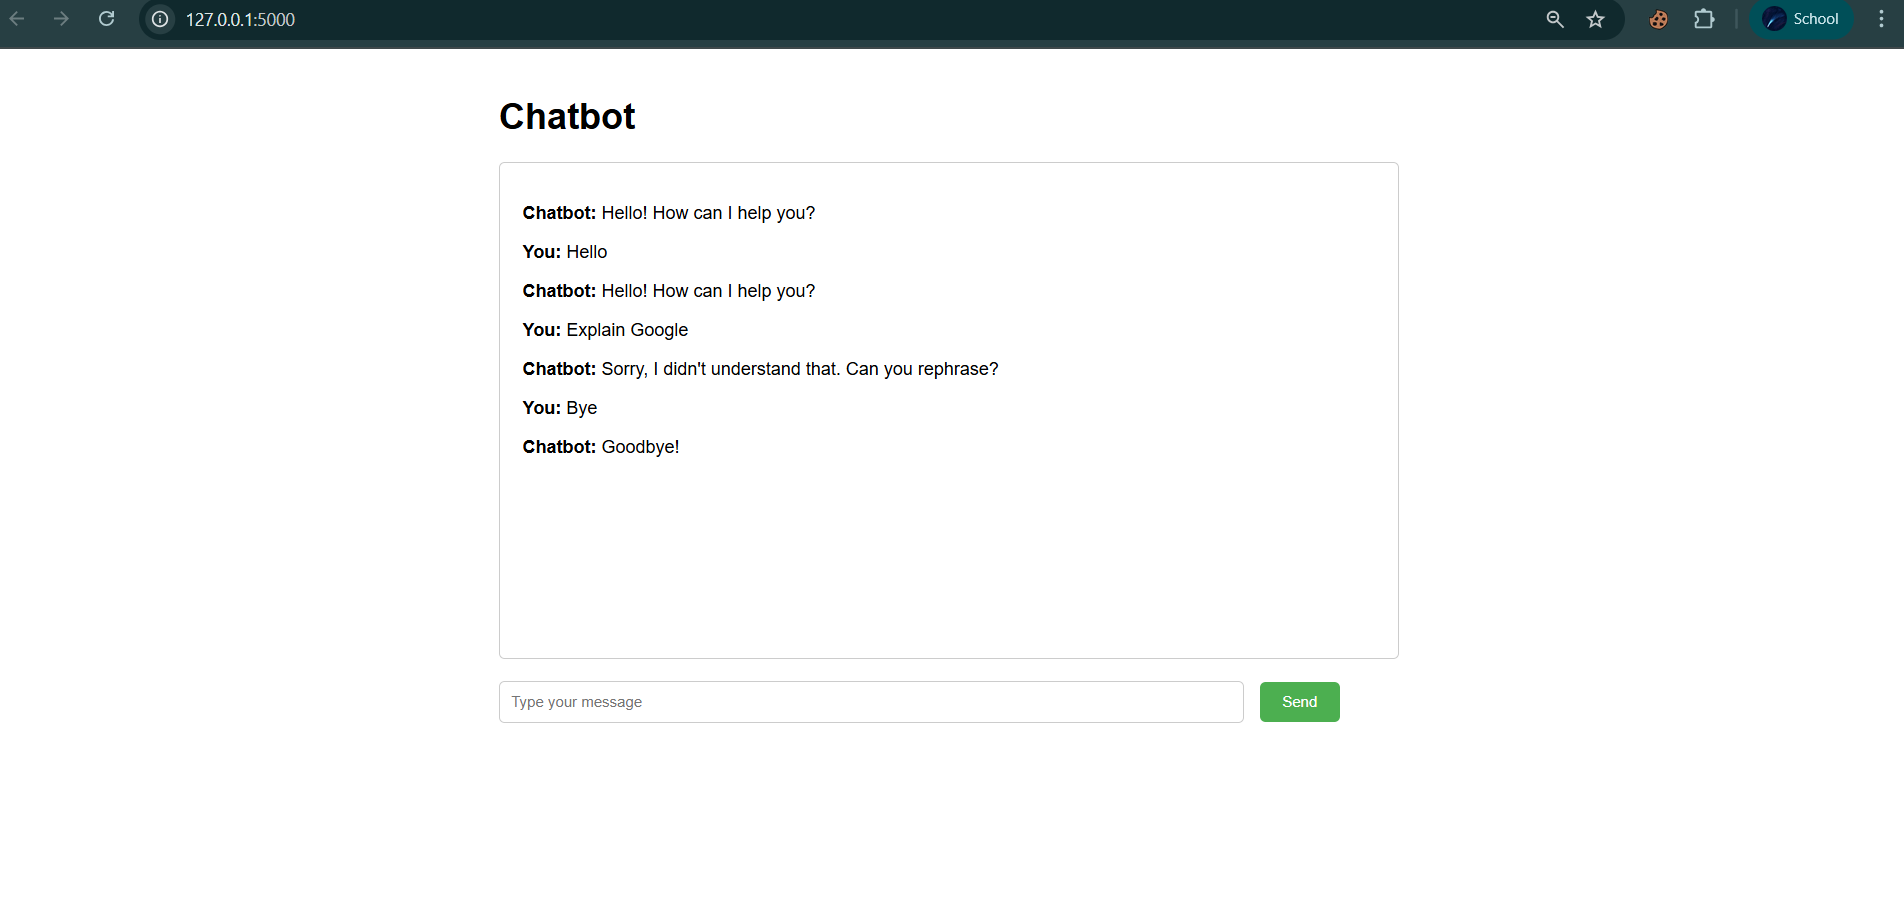 127.0.0.1:5000
School
Chatbot
Chatbot: Hello! How can I help you?
You: Hello
Chatbot: Hello! How can I help you?
You: Explain Google
Chatbot: Sorry, I didn't understand that. Can you rephrase?
You: Bye
Chatbot: Goodbye!
Type your message
Send